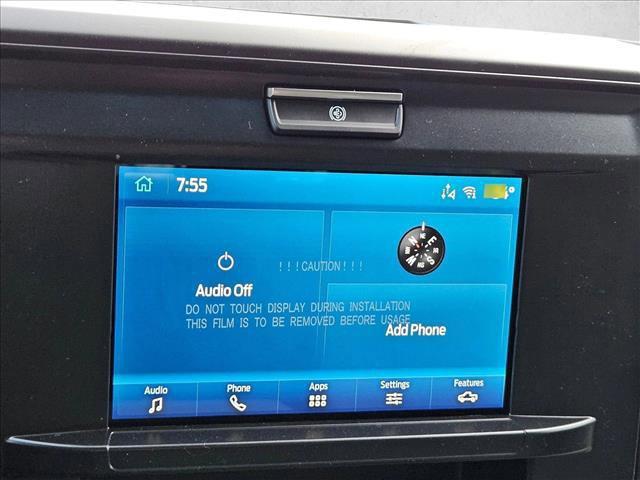 7:55
! ! ! CAUTION ! ! !
Audio Off
DO NOT TOUCH DISPLAY DURING INSTALLATION
THIS FILM IS TO BE REMOVED BEFORE USAGE
Add Phone
Audio Phone Apps Settings Features